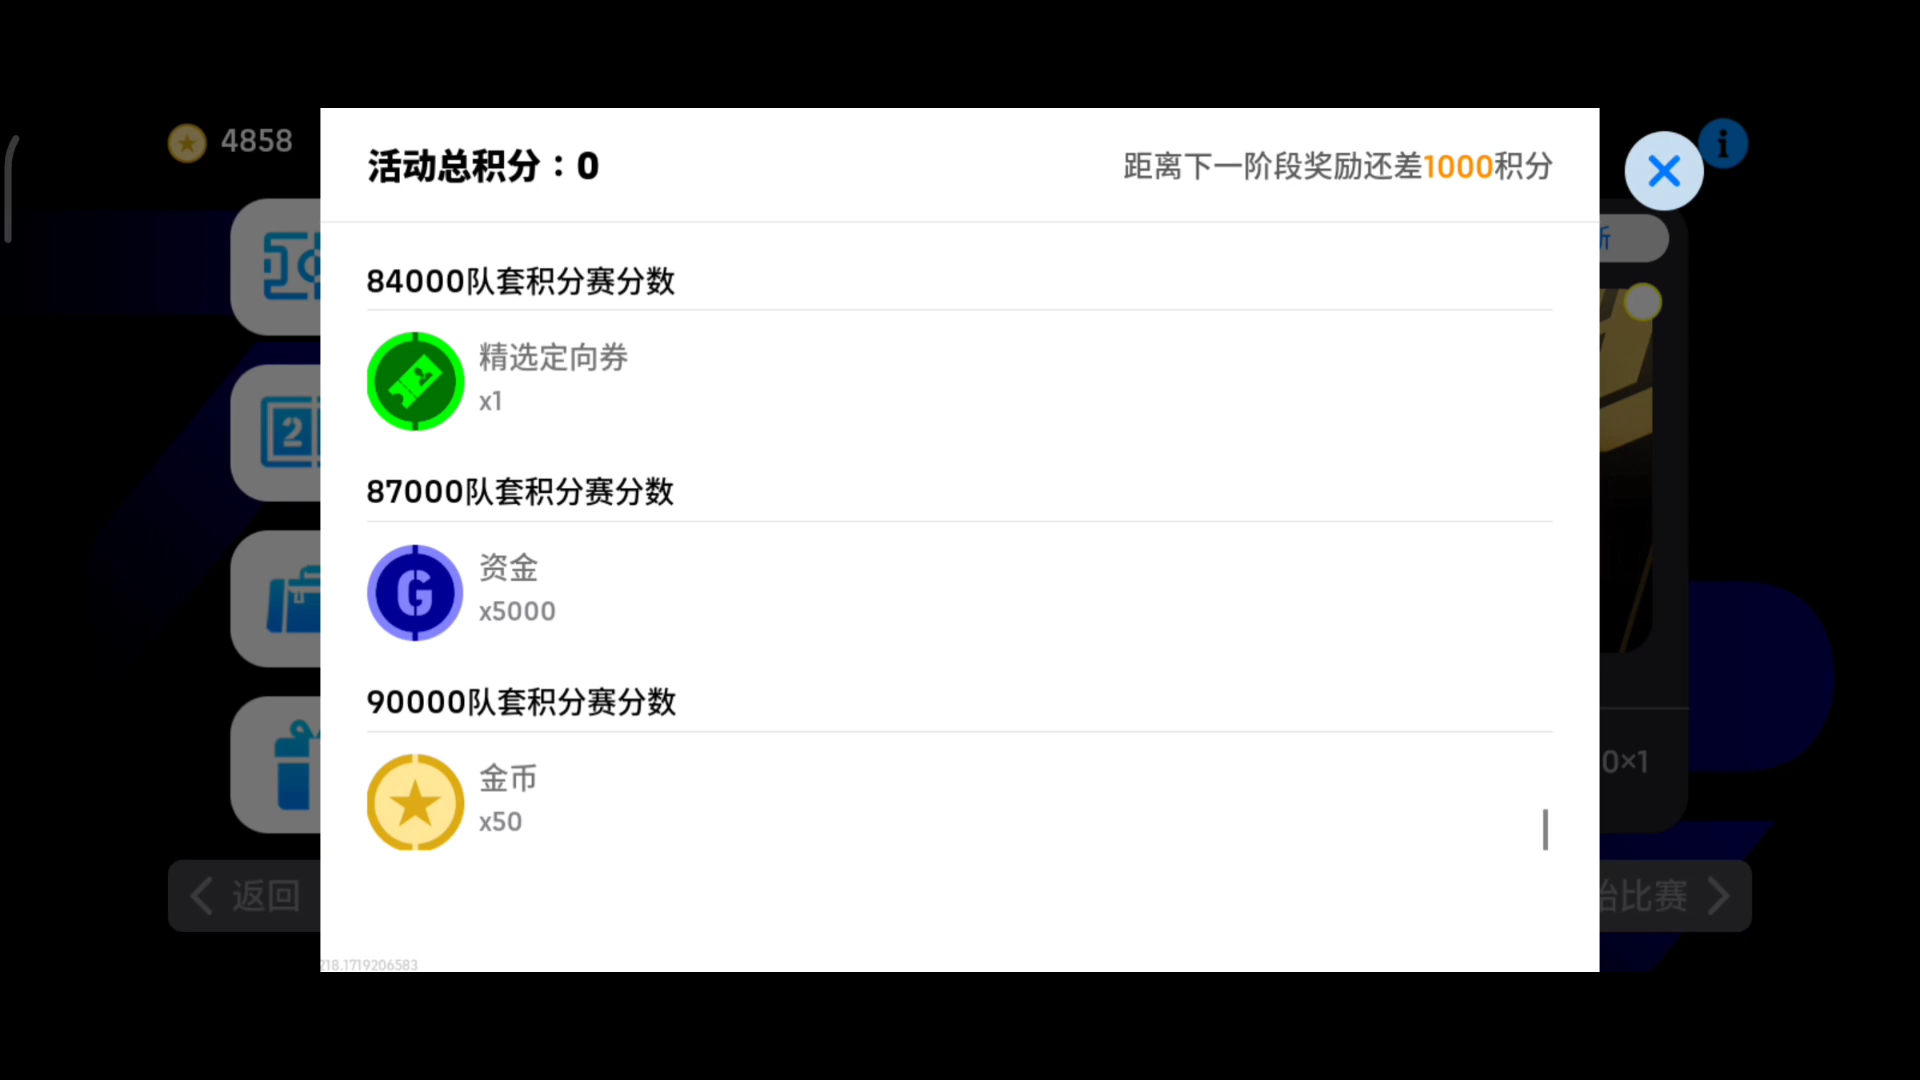 4858
活动总积分：0
距离下一阶段奖励还差1000积分
84000队套积分赛分数
精选定向券
x1
87000队套积分赛分数
资金
x5000
90000队套积分赛分数
金币
x50
2
0×1
返回
比赛
218.1719206583